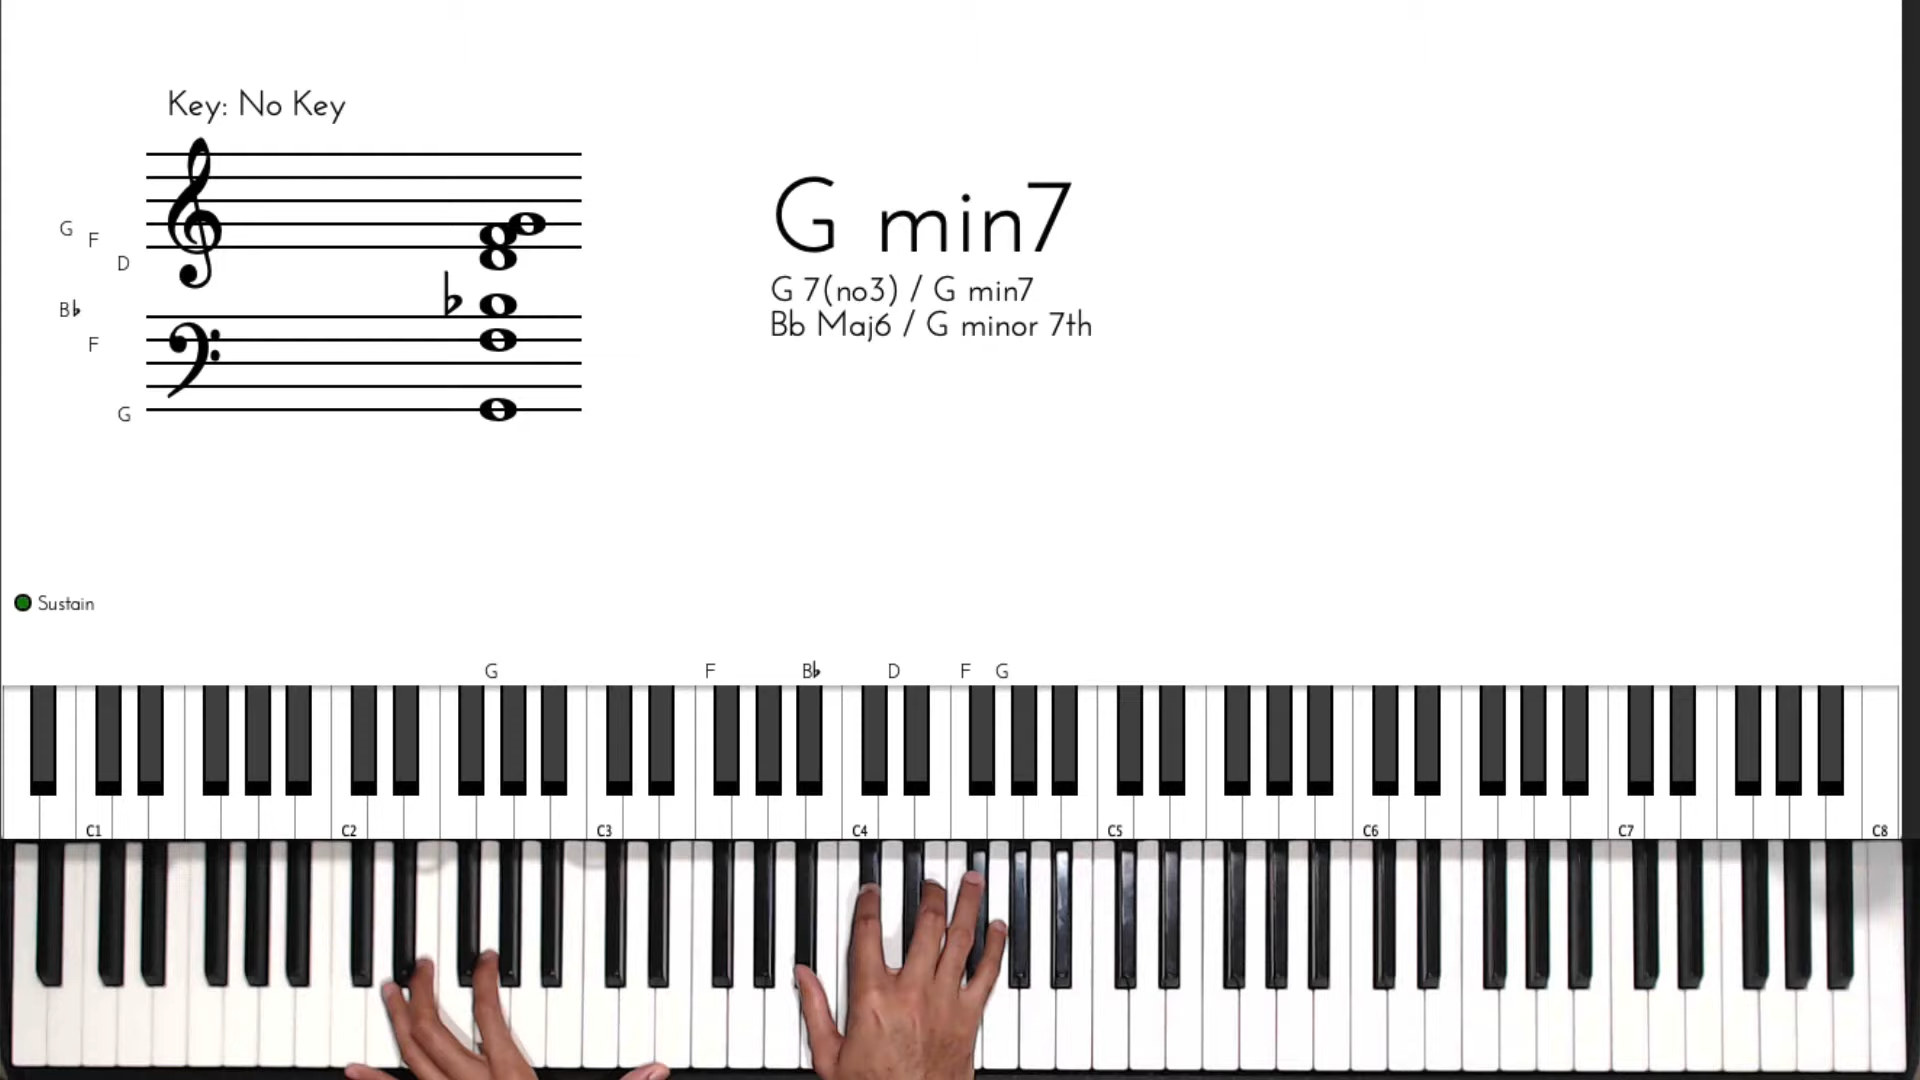 Key: No Key
G
F
D
B♭
F
G
G min7
G 7(no3) / G min7
Bb Maj6 / G minor 7th
Sustain
G F B♭ D F G
C1 C2 C3 C4 C5 C6 C7 C8